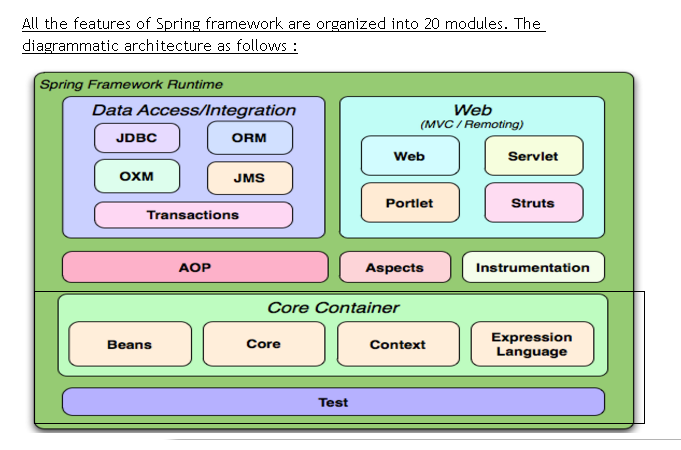 All the features of Spring framework are organized into 20 modules. The
diagrammatic architecture as follows :
Spring Framework Runtime
Data Access/Integration
JDBC
ORM
OXM
JMS
Transactions
Web
(MVC / Remoting)
Web
Servlet
Portlet
Struts
AOP
Aspects
Instrumentation
Core Container
Beans
Core
Context
Expression
Language
Test